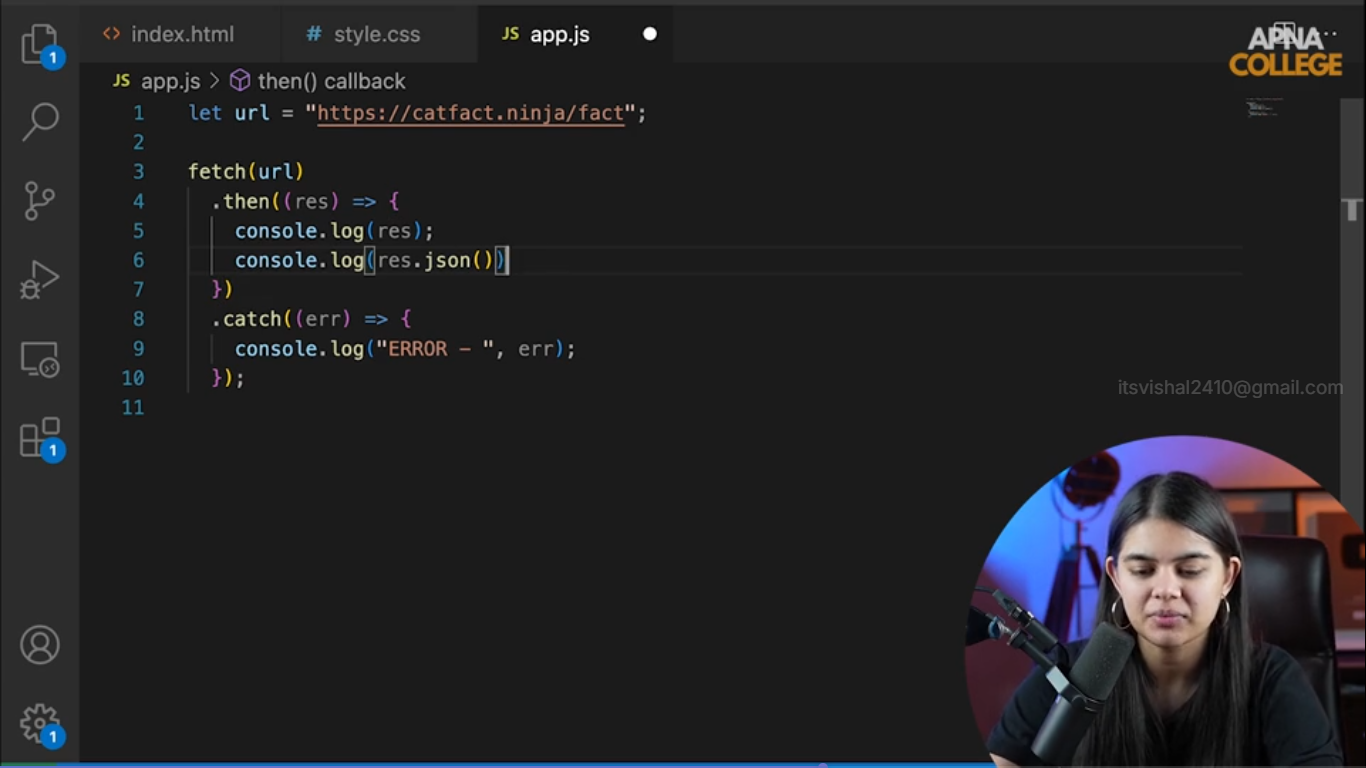 index.html
style.css
JS app.js
APNA
COLLEGE
JS app.js > then() callback
1 let url = "https://catfact.ninja/fact";
2
3 fetch(url)
4 .then((res) => {
5 console.log(res);
6 console.log(res.json())
7 })
8 .catch((err) => {
9 console.log("ERROR - ", err);
10 });
11
itsvishal2410@gmail.com
1
1
1
T